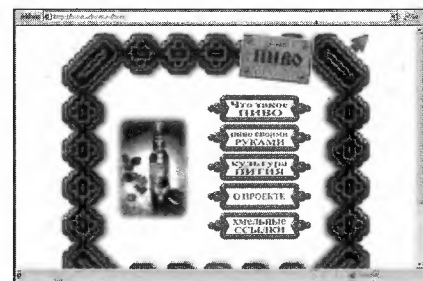 ПИВО
Что такое
ПИВО
пиво своими
РУКАМИ
культура
ПИТИЯ
О ПРОЕКТЕ
хмельные
ССЫЛКИ